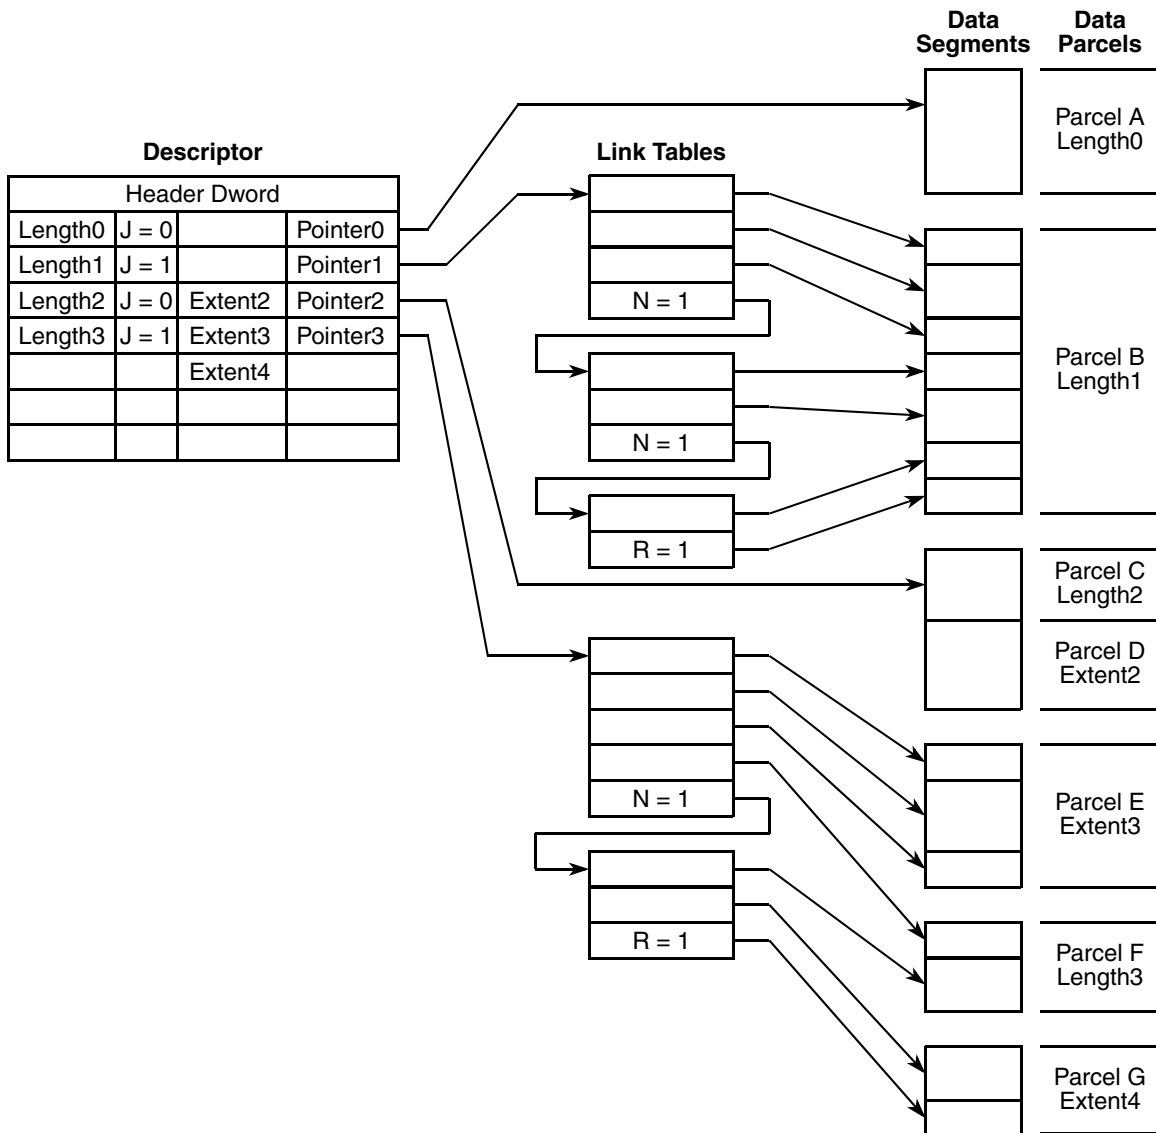 Data Segments
Data Parcels
Parcel A
Length0
Descriptor
Link Tables
Header Dword
Length0 J = 0 Pointer0
Length1 J = 1 Pointer1
Length2 J = 0 Extent2 Pointer2
Length3 J = 1 Extent3 Pointer3
Extent4
N = 1
Parcel B
Length1
N = 1
R = 1
Parcel C
Length2
Parcel D
Extent2
N = 1
Parcel E
Extent3
R = 1
Parcel F
Length3
Parcel G
Extent4